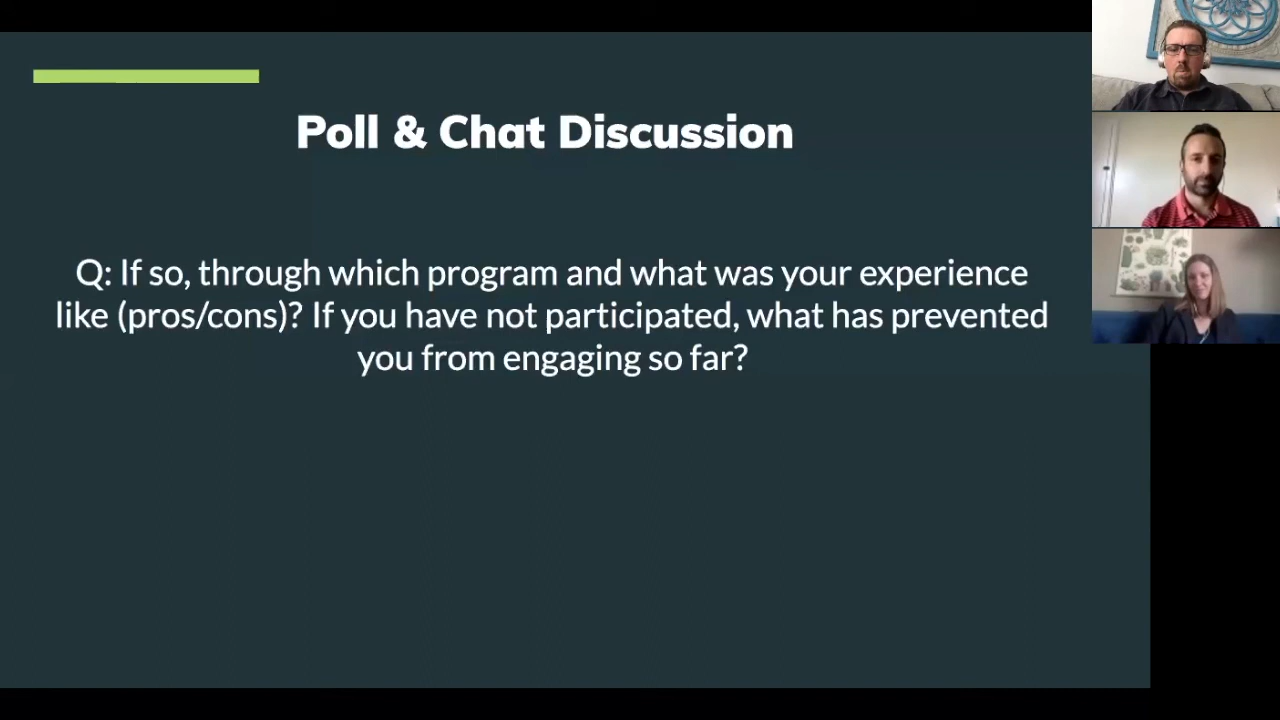 Poll & Chat Discussion
Q: If so, through which program and what was your experience
like (pros/cons)? If you have not participated, what has prevented
you from engaging so far?